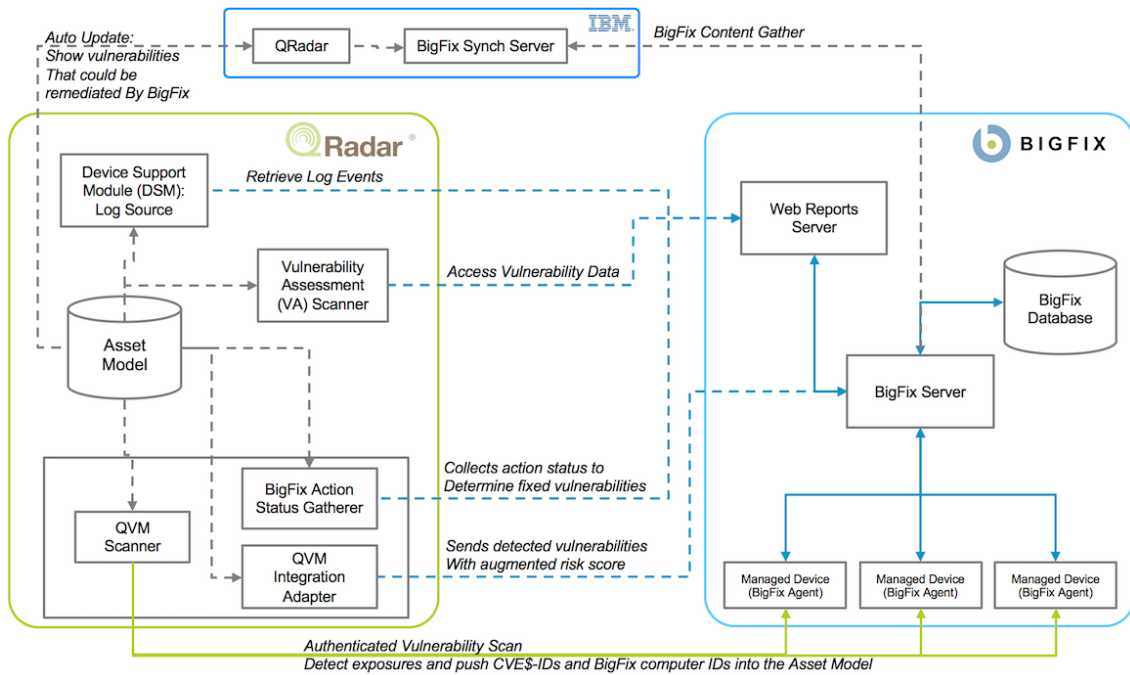 Auto Update:
Show vulnerabilities
That could be
remediated By BigFix
QRadar
BigFix Synch Server
IBM.
BigFix Content Gather
QRadar ®
BIGFIX
Device Support
Module (DSM):
Log Source
Retrieve Log Events
Web Reports
Server
Vulnerability
Assessment
(VA) Scanner
Access Vulnerability Data
BigFix
Database
Asset
Model
BigFix Server
BigFix Action
Status Gatherer
Collects action status to
Determine fixed vulnerabilities
QVM
Scanner
QVM
Integration
Adapter
Sends detected vulnerabilities
With augmented risk score
Managed Device
(BigFix Agent)
Managed Device
(BigFix Agent)
Managed Device
(BigFix Agent)
Authenticated Vulnerability Scan
Detect exposures and push CVE$-IDs and BigFix computer IDs into the Asset Model